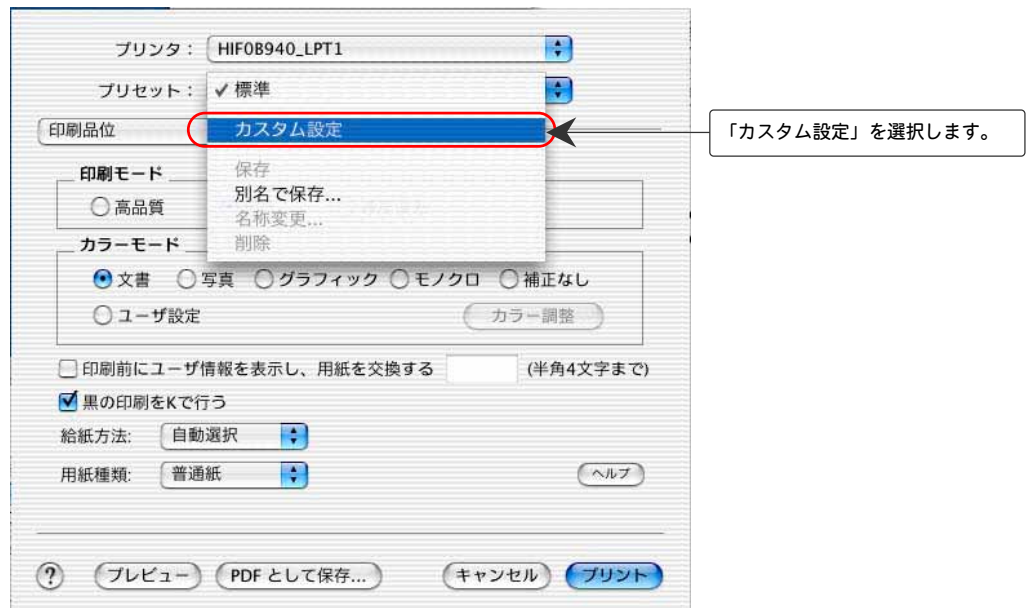 プリンタ： HIF0B940_LPT1
プリセット： ✓標準
印刷品位 カスタム設定
「カスタム設定」を選択します。
保存
別名で保存...
名称変更...
削除
印刷モード
高品質
カラーモード
文書 写真 グラフィック モノクロ 補正なし
ユーザ設定 カラー調整
印刷前にユーザ情報を表示し、用紙を交換する (半角4文字まで)
黒の印刷をKで行う
給紙方法: 自動選択
用紙種類: 普通紙 ヘルプ
? プレビュー PDF として保存... キャンセル プリント